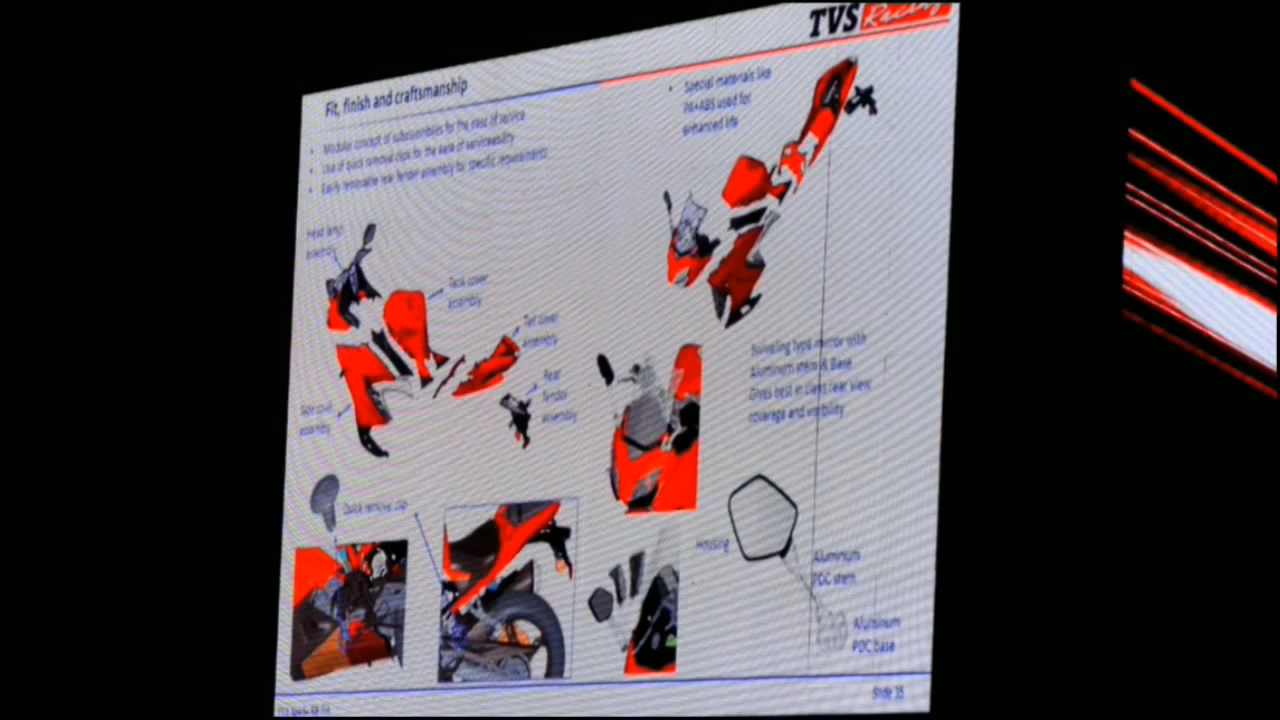 TVS Racing
Fit, finish and craftsmanship
• Modular concept of subassemblies for the ease of service
• Use of quick removal clips for the ease of serviceability
• Easily removable rear fender assembly for specific requirements
• Special materials like
PA+ABS used for
enhanced life
Head lamp
assembly
Tank cover
assembly
Tail cover
assembly
Rear
fender
assembly
Side cover
assembly
Quick removal clip
Swiveling type mirror with
Aluminum stem & Base
Gives best in class rear view
coverage and visibility
Housing
Aluminum
PDC stem
Aluminum
PDC base
Slide